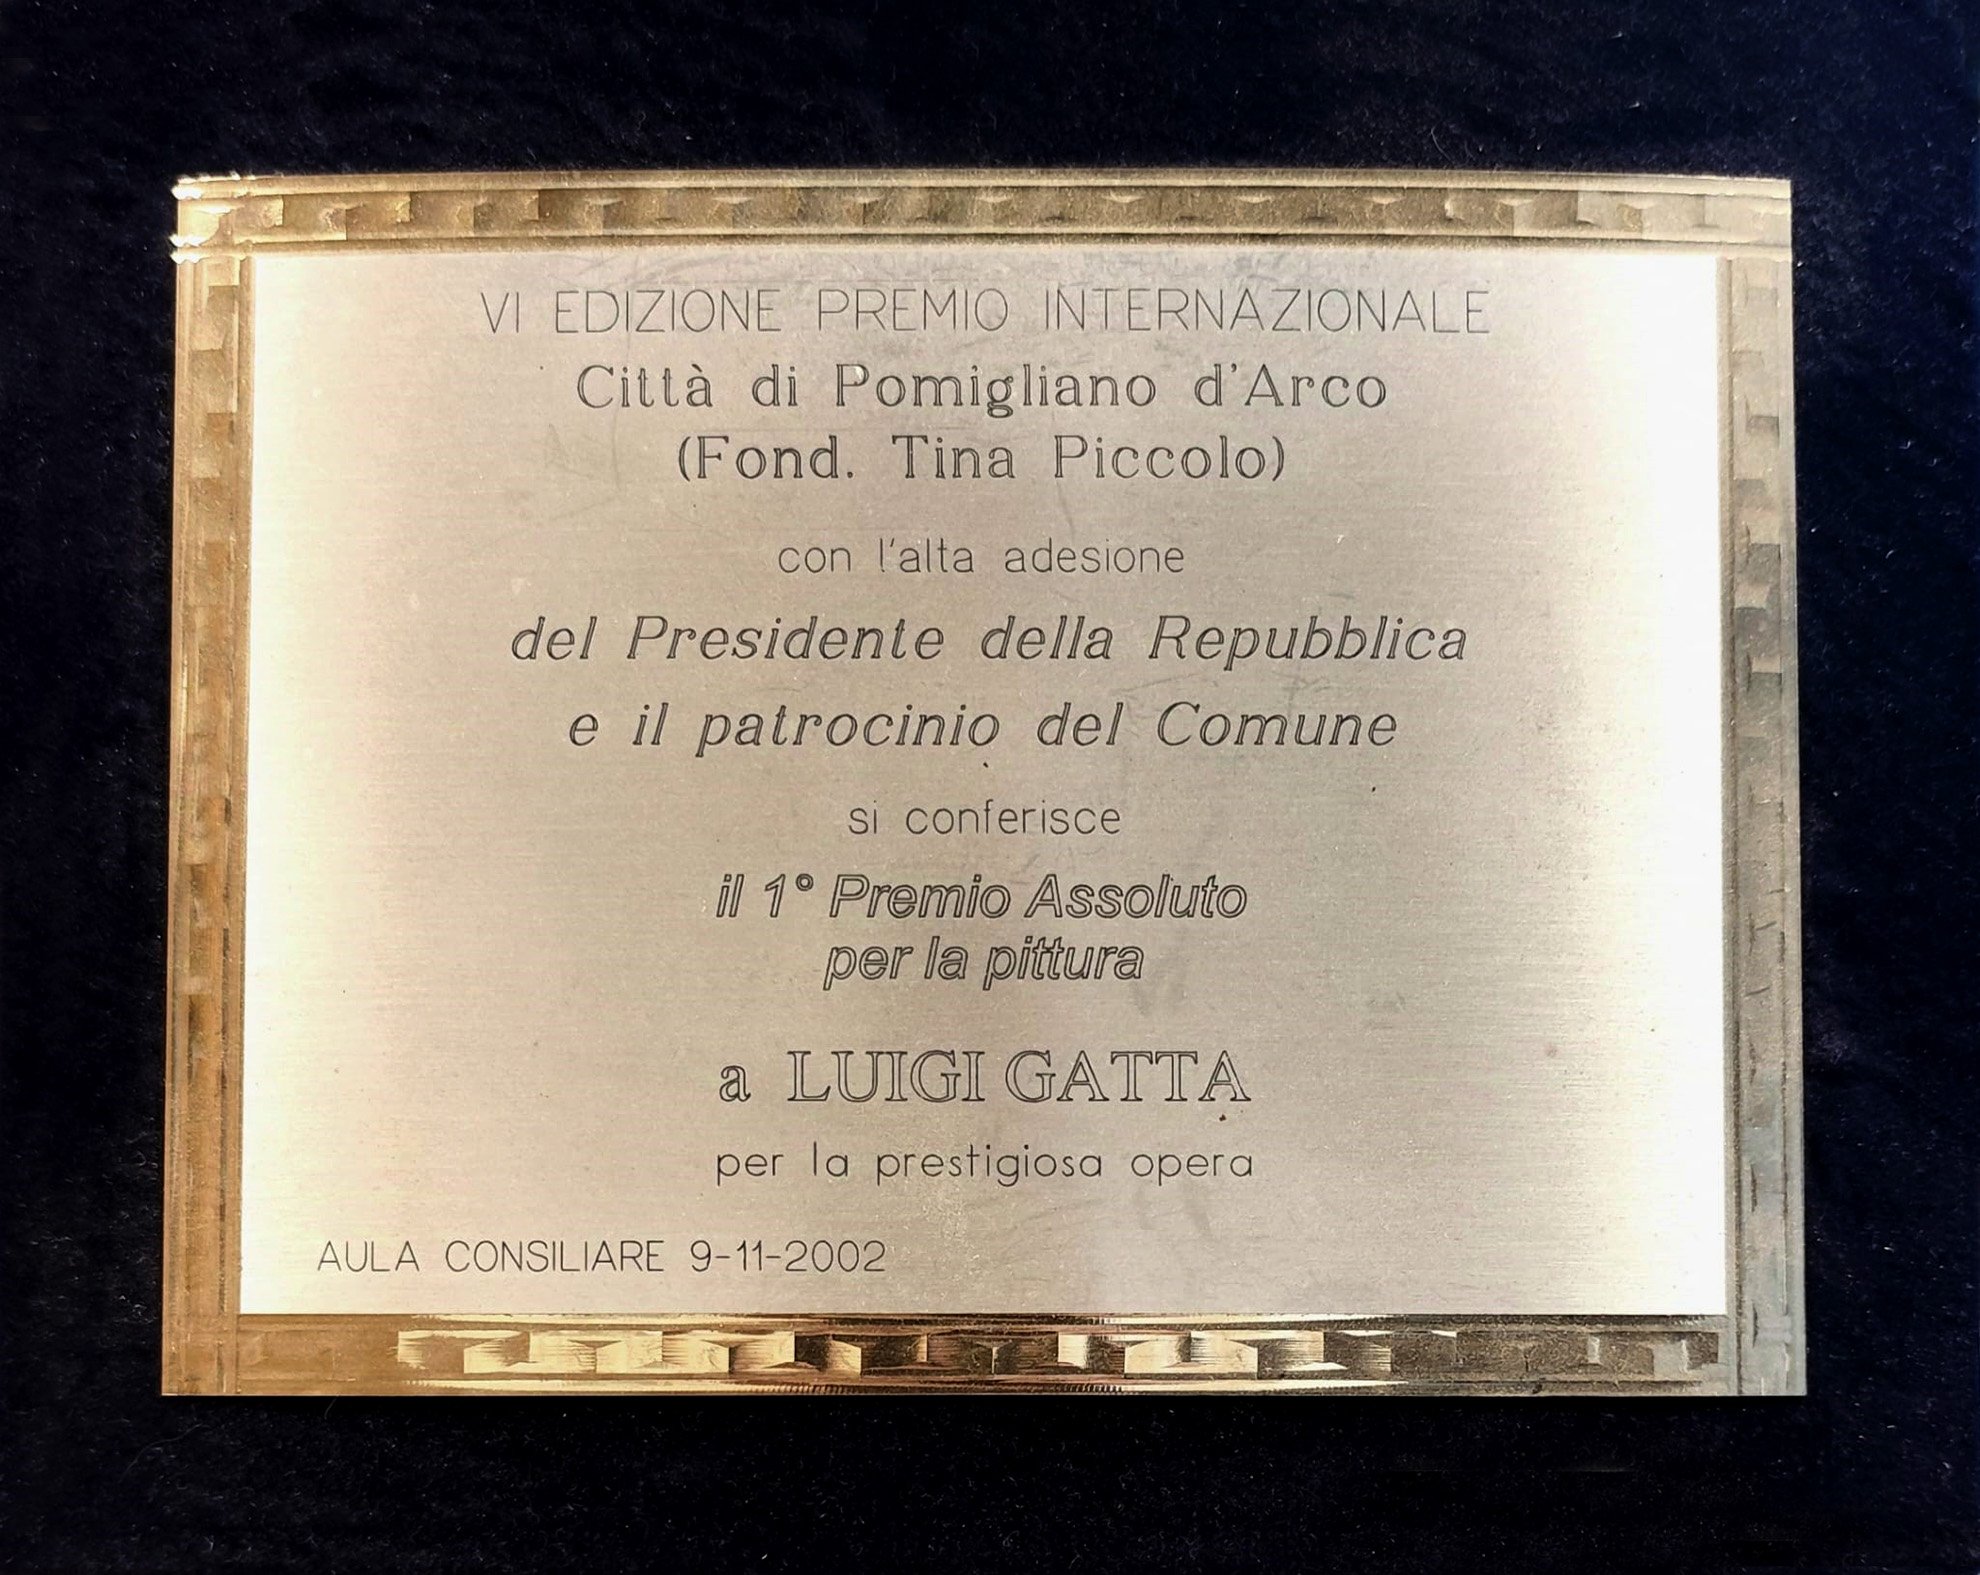 VI EDIZIONE PREMIO INTERNAZIONALE
Città di Pomigliano d'Arco
(Fond. Tina Piccolo)
con l'alta adesione
del Presidente della Repubblica
e il patrocinio del Comune
si conferisce
il 1° Premio Assoluto
per la pittura
a LUIGI GATTA
per la prestigiosa opera
AULA CONSILIARE 9-11-2002